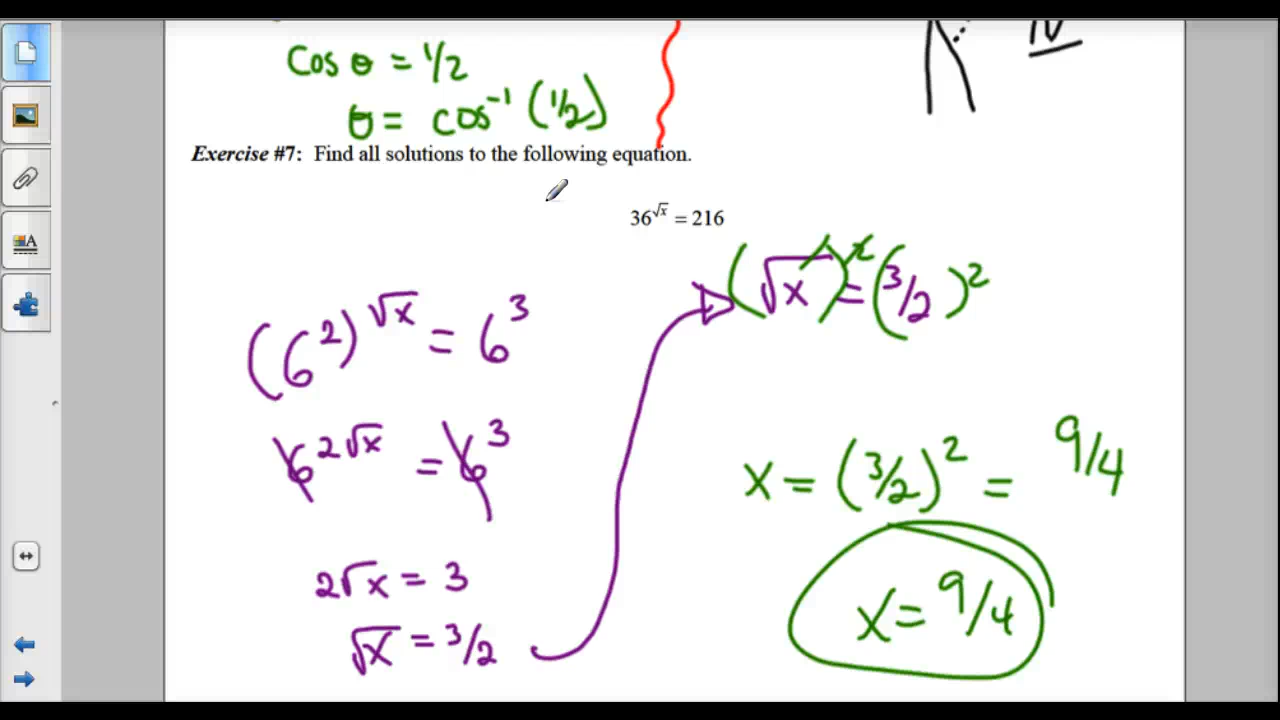 cos θ = 1/2
θ = cos⁻¹ (1/2)
IV
Exercise #7: Find all solutions to the following equation.
36^√x = 216
(6²)^√x = 6³
6^2√x = 6³
2√x = 3
√x = 3/2
(√x)² = (3/2)²
x = (3/2)² = 9/4
x = 9/4